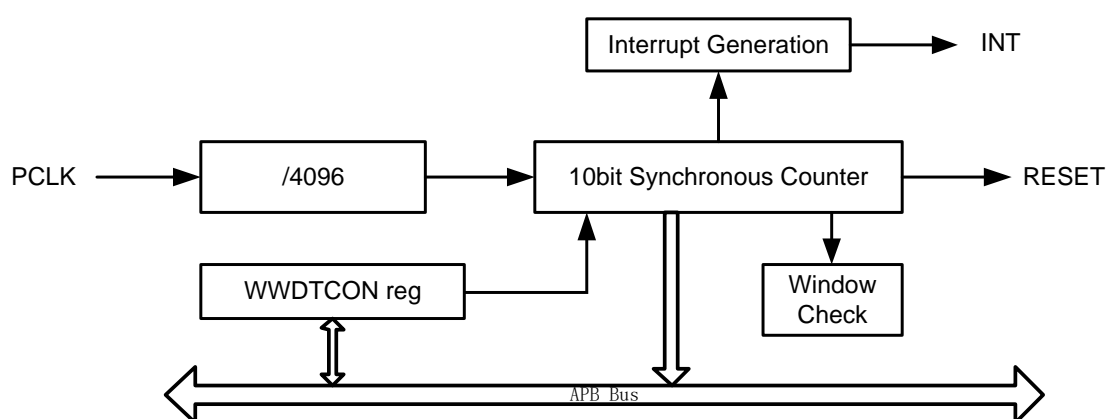 Interrupt Generation
INT
PCLK
/4096
10bit Synchronous Counter
RESET
WWDTCON reg
Window
Check
APB Bus